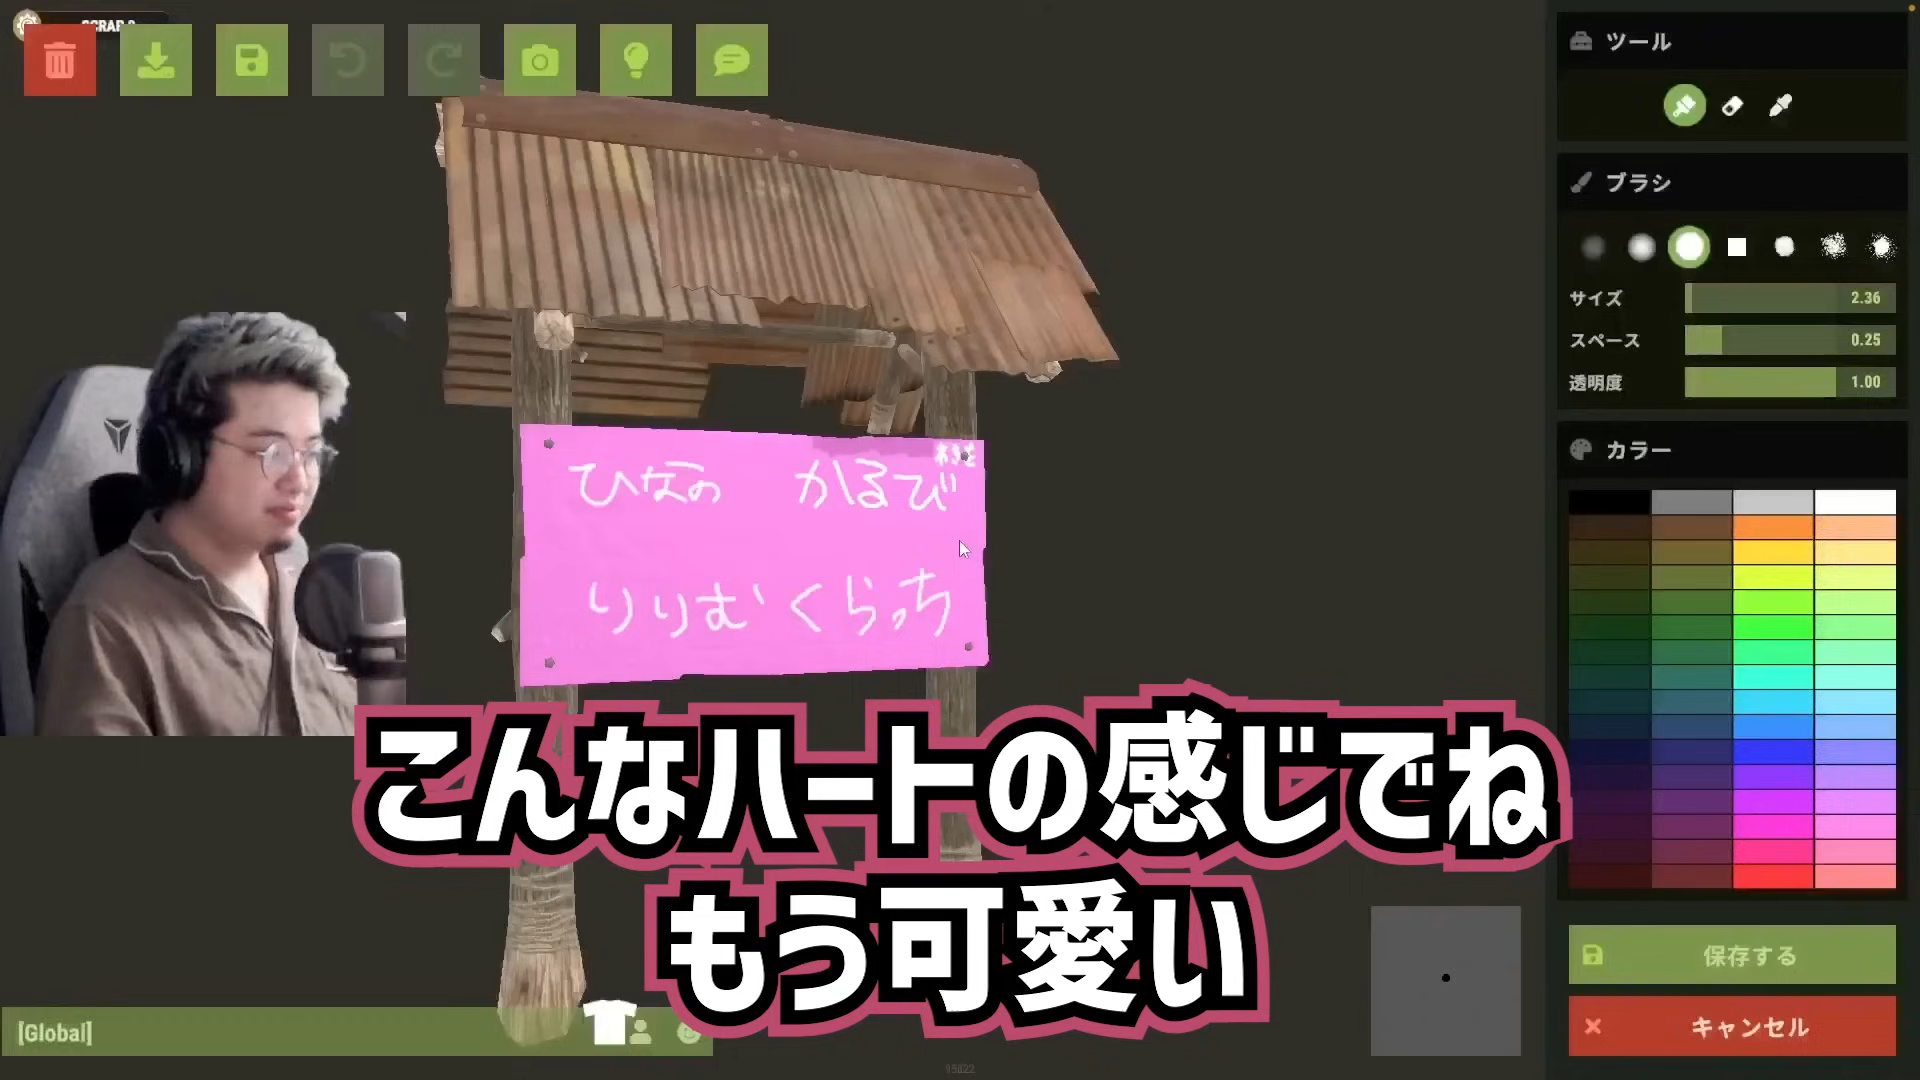 SCRAP
ツール
ブラシ
サイズ 2.36
スペース 0.25
透明度 1.00
カラー
ひなの かるび
りりむ くらっち
こんなハートの感じでね
もう可愛い
保存する
キャンセル
[Global]